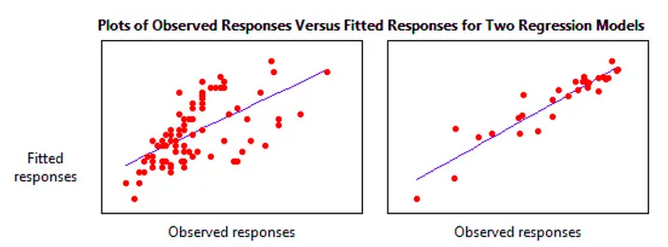 Plots of Observed Responses Versus Fitted Responses for Two Regression Models
Fitted
responses
Observed responses
Observed responses